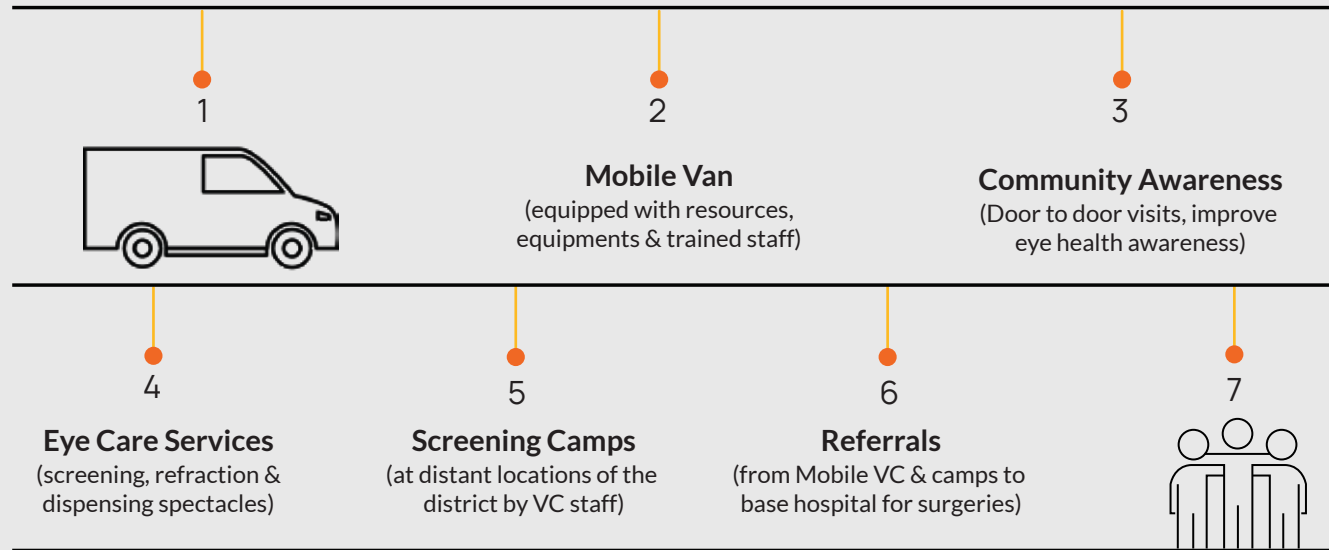 1
2
3
Mobile Van
(equipped with resources,
equipments & trained staff)
Community Awareness
(Door to door visits, improve
eye health awareness)
4
5
6
7
Eye Care Services
(screening, refraction &
dispensing spectacles)
Screening Camps
(at distant locations of the
district by VC staff)
Referrals
(from Mobile VC & camps to
base hospital for surgeries)